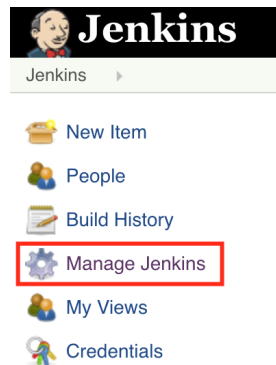 Jenkins
Jenkins
New Item
People
Build History
Manage Jenkins
My Views
Credentials